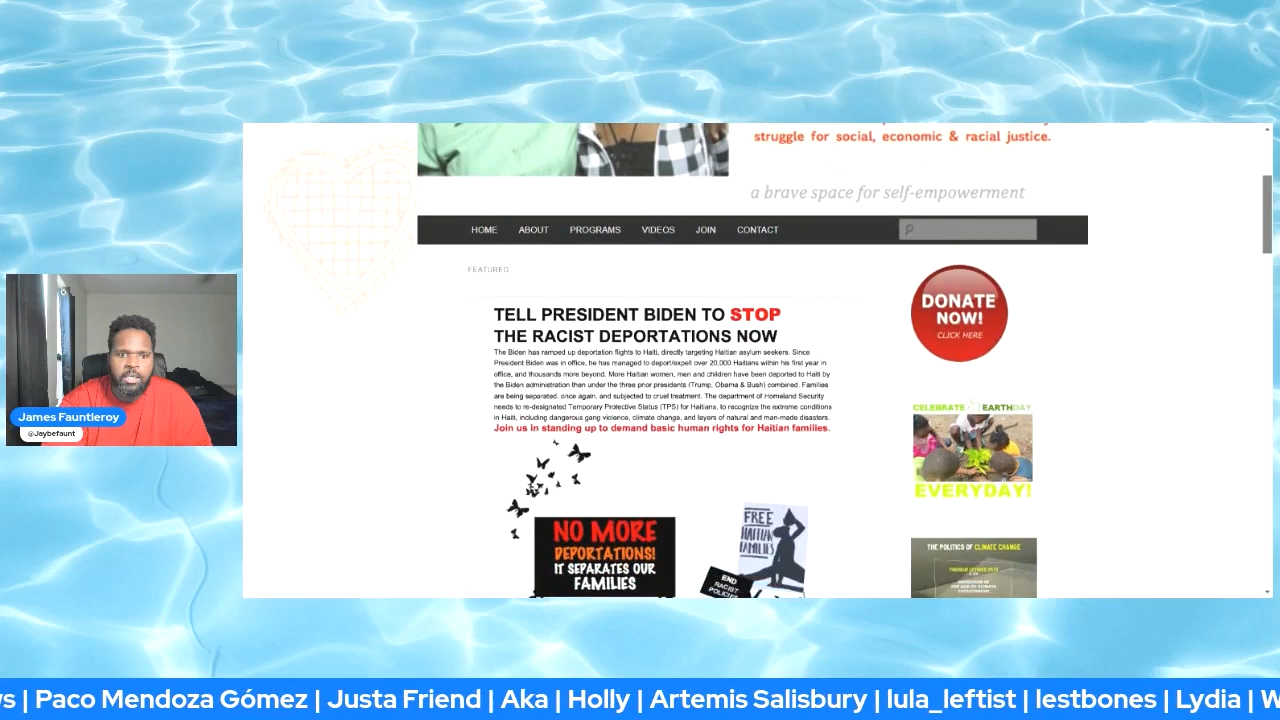 struggle for social, economic & racial justice.
a brave space for self-empowerment
HOME ABOUT PROGRAMS VIDEOS JOIN CONTACT
FEATURED
TELL PRESIDENT BIDEN TO STOP
THE RACIST DEPORTATIONS NOW
The Biden has ramped up deportation flights to Haiti, directly targeting Haitian asylum seekers. Since
President Biden was in office, he has managed to deport/expell over 20,000 Haitians within his first year in
office, and thousands more beyond. More Haitian women, men and children have been deported to Haiti by
the Biden administration then under the three prior presidents (Trump, Obama & Bush) combined. Families
are being separated, once again, and subjected to cruel treatment. The department of Homeland Security
needs to re-designated Temporary Protective Status (TPS) for Haitians, to recognize the extreme conditions
in Haiti, including dangerous gang violence, climate change, and layers of natural and man-made disasters.
Join us in standing up to demand basic human rights for Haitian families.
NO MORE
DEPORTATIONS!
IT SEPARATES OUR
FAMILIES
FREE
HAITIAN
FAMILIES
END
RACIST
POLICIES
DONATE
NOW!
CLICK HERE
CELEBRATE EARTHDAY
EVERYDAY!
THE POLITICS OF CLIMATE CHANGE
James Fauntleroy
@Jaybefaunt
s | Paco Mendoza Gómez | Justa Friend | Aka | Holly | Artemis Salisbury | lula_leftist | lestbones | Lydia | W